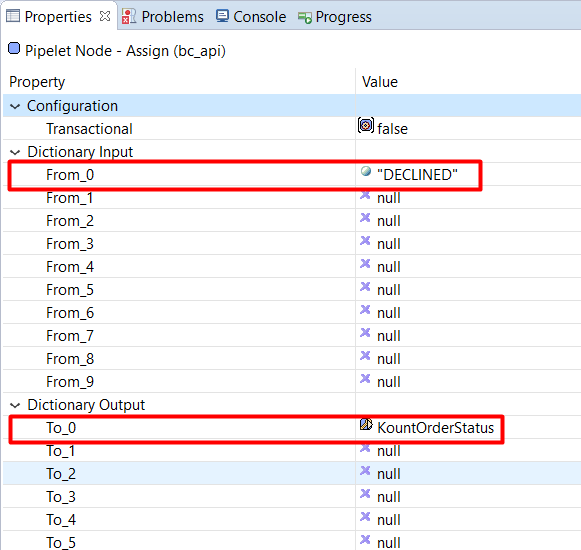 Properties Problems Console Progress
Pipelet Node - Assign (bc_api)
Property Value
Configuration
Transactional false
Dictionary Input
From_0 "DECLINED"
From_1 null
From_2 null
From_3 null
From_4 null
From_5 null
From_6 null
From_7 null
From_8 null
From_9 null
Dictionary Output
To_0 KountOrderStatus
To_1 null
To_2 null
To_3 null
To_4 null
To_5 null